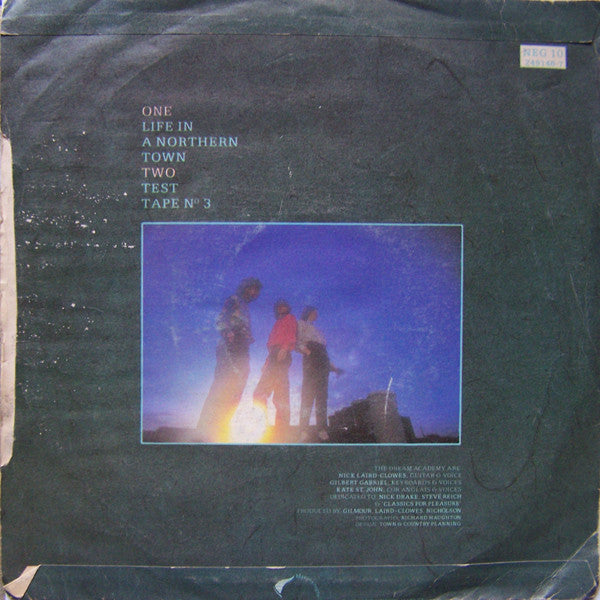 NEG 10
248146-7
ONE
LIFE IN
A NORTHERN
TOWN
TWO
TEST
TAPE Nº 3
THE DREAM ACADEMY ARE
NICK LAIRD-CLOWES, GUITAR & VOICE
GILBERT GABRIEL, KEYBOARDS & VOICES
KATE ST. JOHN, COR ANGLAIS & VOICES
DEDICATED TO, NICK DRAKE, STEVE REICH
& 'CLASSICS FOR PLEASURE'
PRODUCED BY, GILMOUR, LAIRD-CLOWES, NICHOLSON
PHOTOGRAPHY, RICHARD HAUGHTON
DESIGN, TOWN & COUNTRY PLANNING